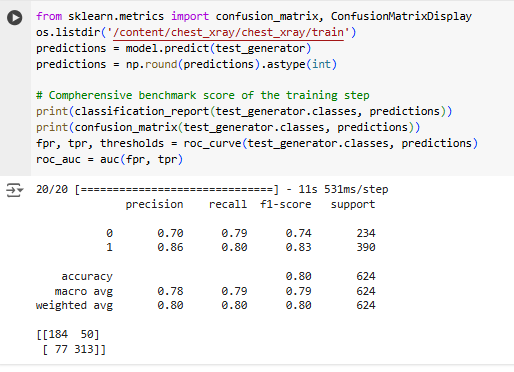 from sklearn.metrics import confusion_matrix, ConfusionMatrixDisplay
os.listdir('/content/chest_xray/chest_xray/train')
predictions = model.predict(test_generator)
predictions = np.round(predictions).astype(int)

# Compherensive benchmark score of the training step
print(classification_report(test_generator.classes, predictions))
print(confusion_matrix(test_generator.classes, predictions))
fpr, tpr, thresholds = roc_curve(test_generator.classes, predictions)
roc_auc = auc(fpr, tpr)

20/20 [==============================] - 11s 531ms/step
              precision    recall  f1-score   support

           0       0.70      0.79      0.74       234
           1       0.86      0.80      0.83       390

    accuracy                           0.80       624
   macro avg       0.78      0.79      0.79       624
weighted avg       0.80      0.80      0.80       624

[[184  50]
 [ 77 313]]